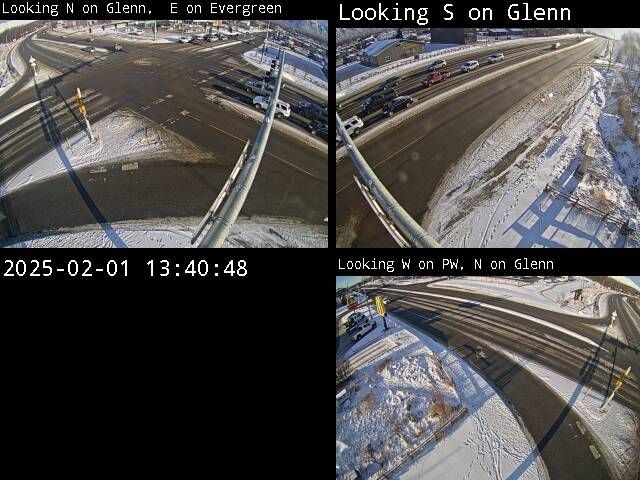 Looking N on Glenn, E on Evergreen
Looking S on Glenn
2025-02-01 13:40:48
Looking W on PW, N on Glenn